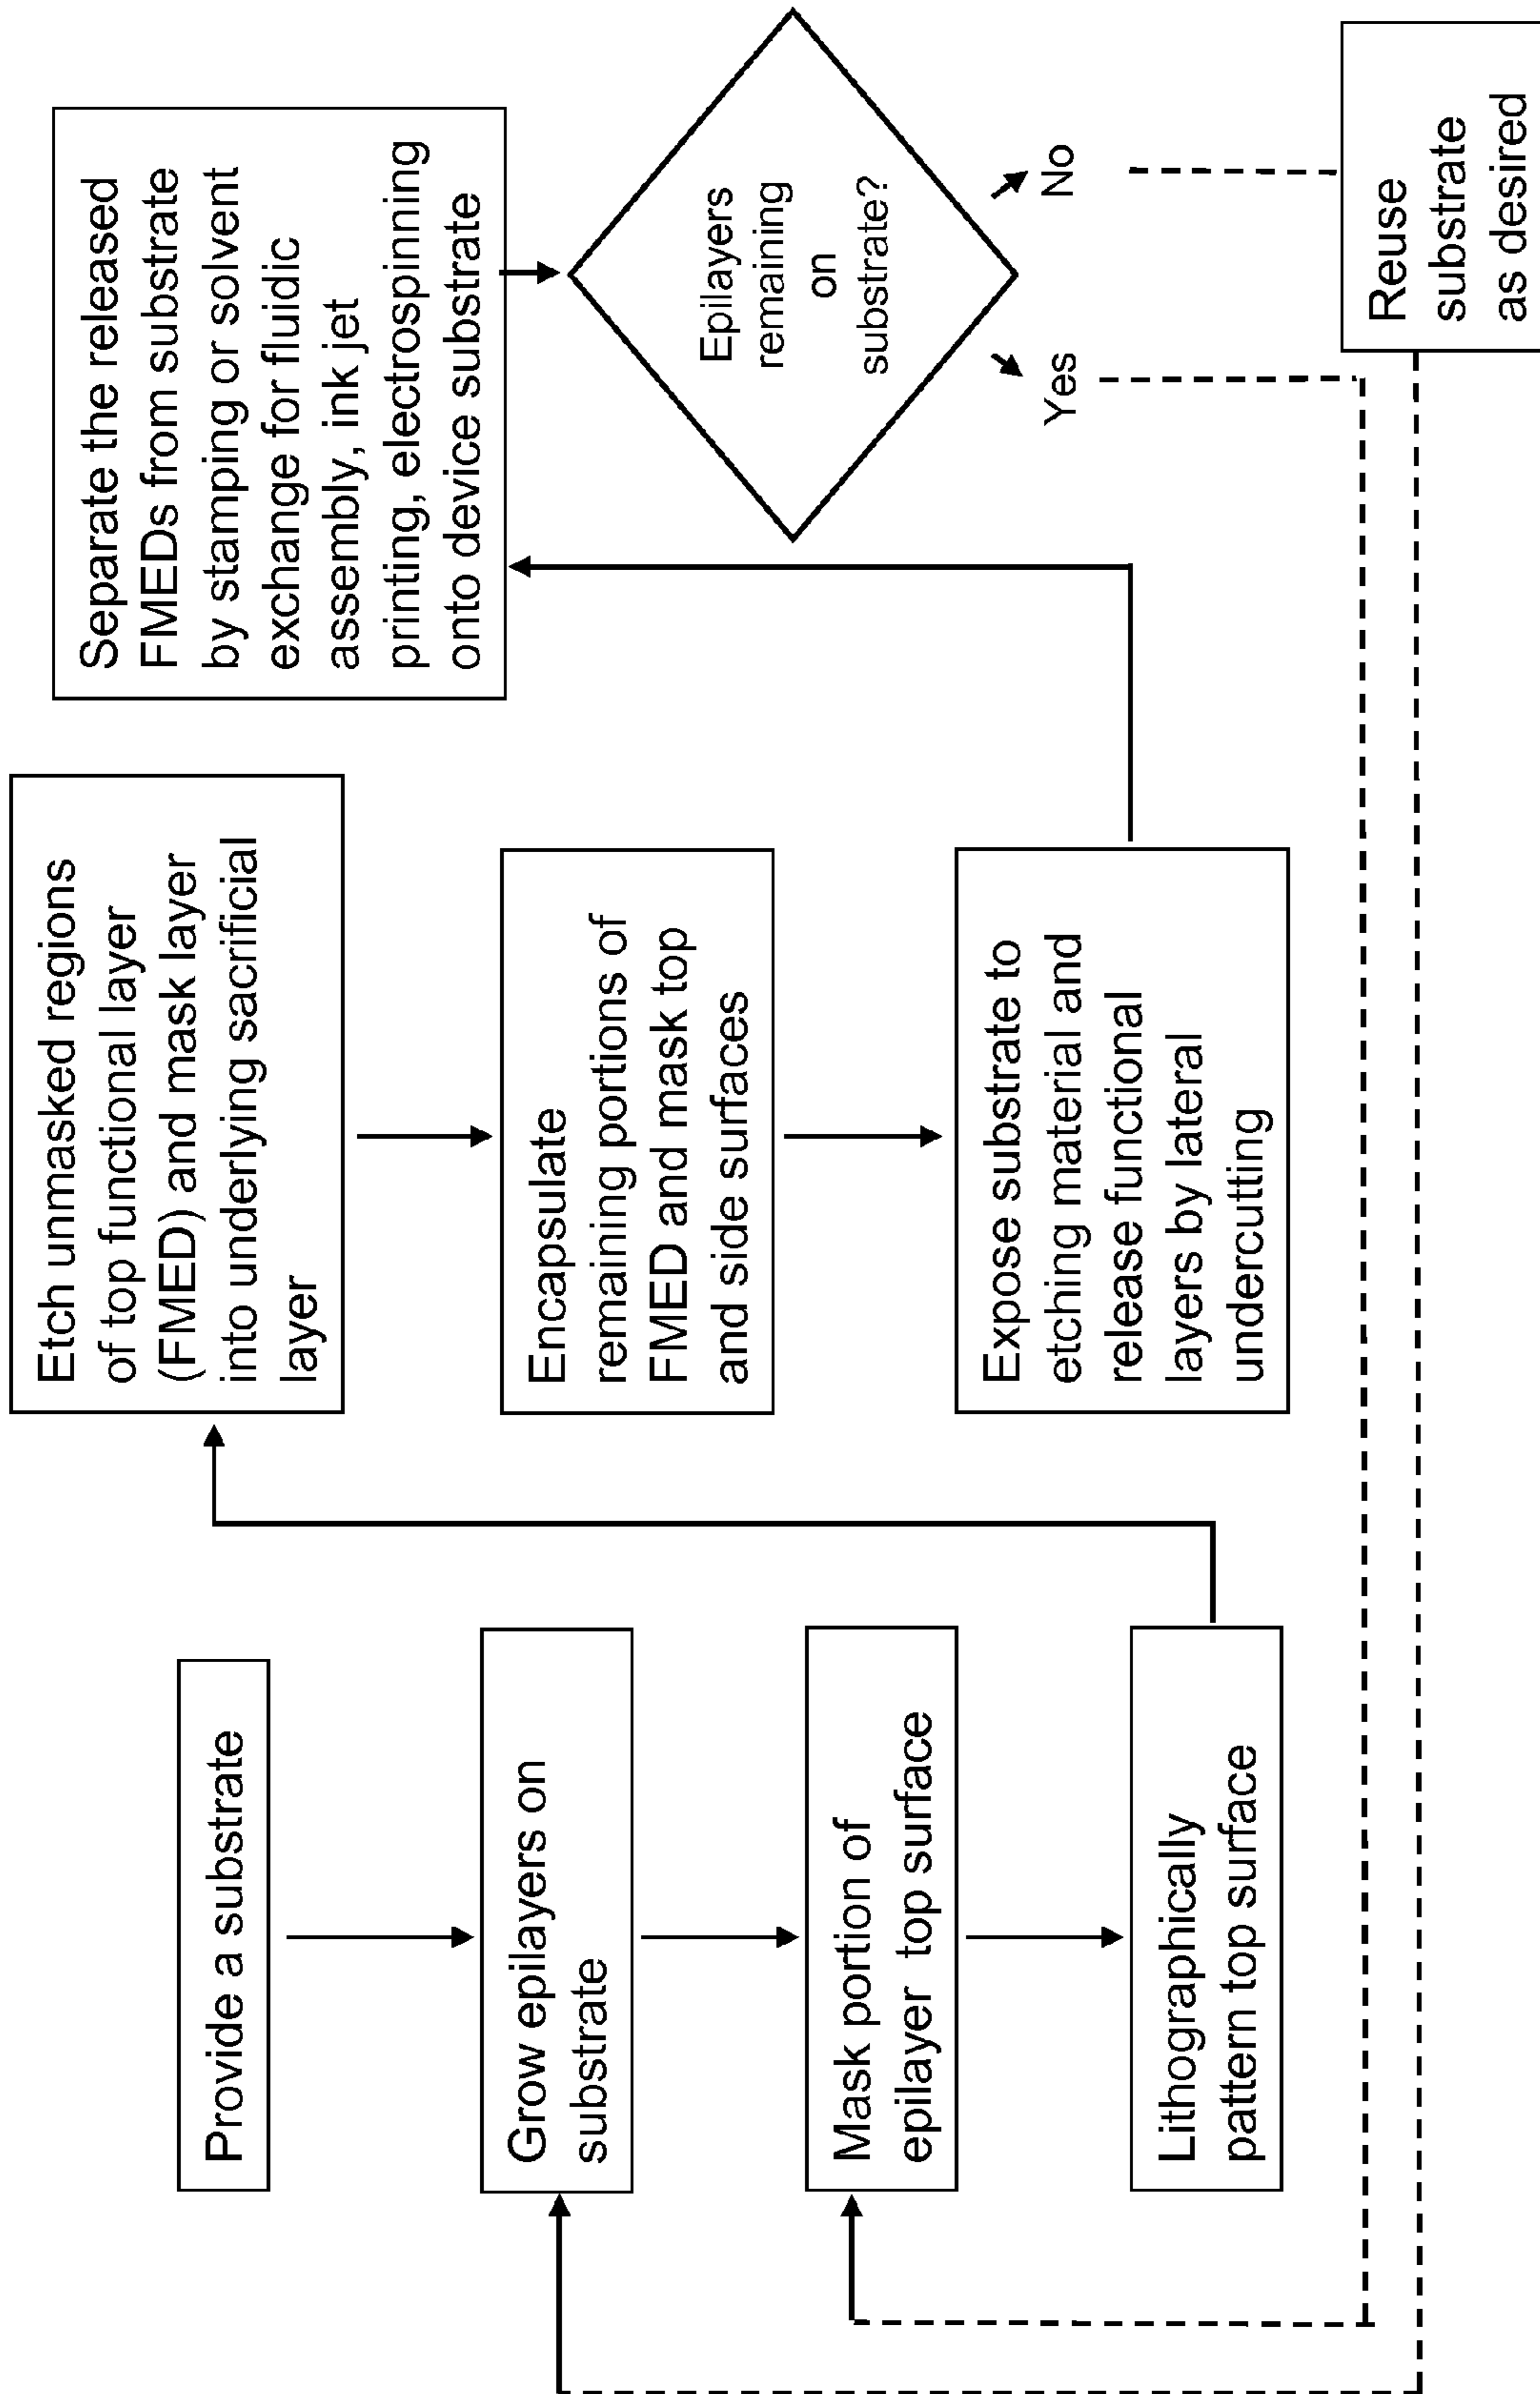 Provide a substrate
Grow epilayers on
substrate
Mask portion of
epilayer top surface
Lithographically
pattern top surface
Etch unmasked regions
of top functional layer
(FMED) and mask layer
into underlying sacrificial
layer
Encapsulate
remaining portions of
FMED and mask top
and side surfaces
Expose substrate to
etching material and
release functional
layers by lateral
undercutting
Separate the released
FMEDs from substrate
by stamping or solvent
exchange for fluidic
assembly, ink jet
printing, electrospinning
onto device substrate
Epilayers
remaining
on
substrate?
Yes
No
Reuse
substrate
as desired